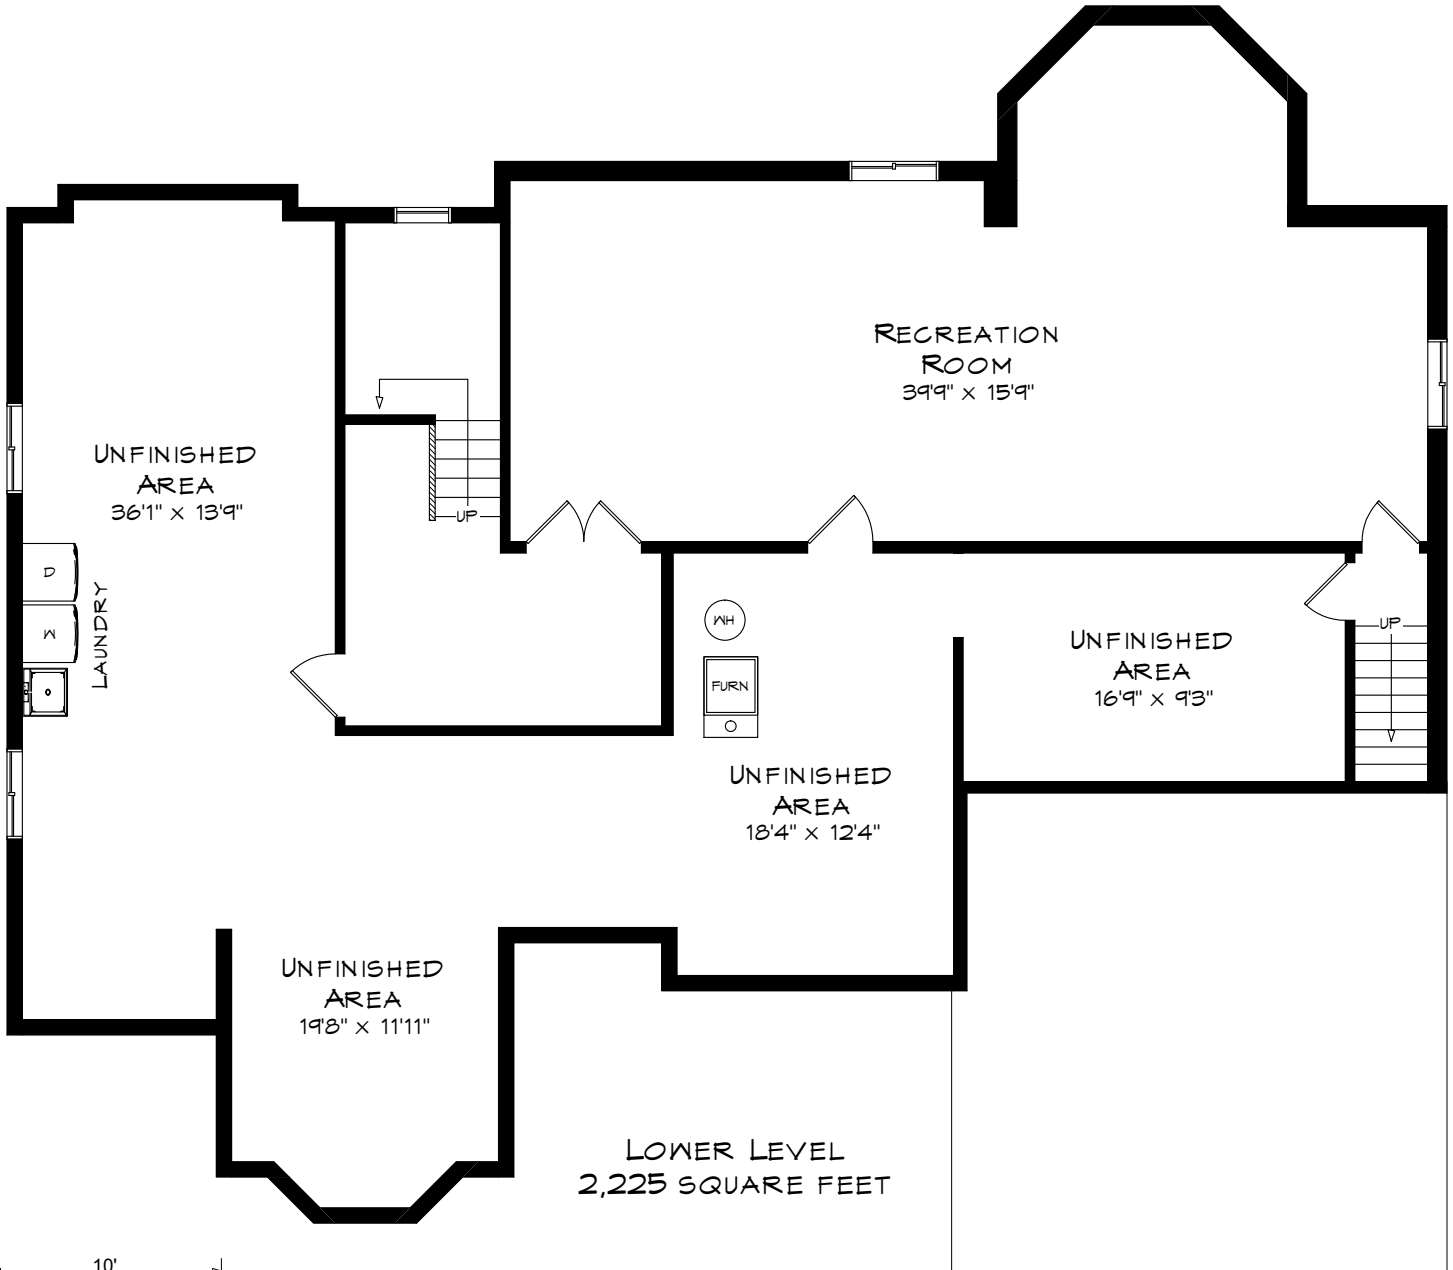 RECREATION
ROOM
39'9" x 15'9"
UNFINISHED
AREA
36'1" x 13'9"
UP
D
W
LAUNDRY
WH
FURN
UNFINISHED
AREA
16'9" x 9'3"
UP
UNFINISHED
AREA
18'4" x 12'4"
UNFINISHED
AREA
19'8" x 11'11"
LOWER LEVEL
2,225 SQUARE FEET
10'